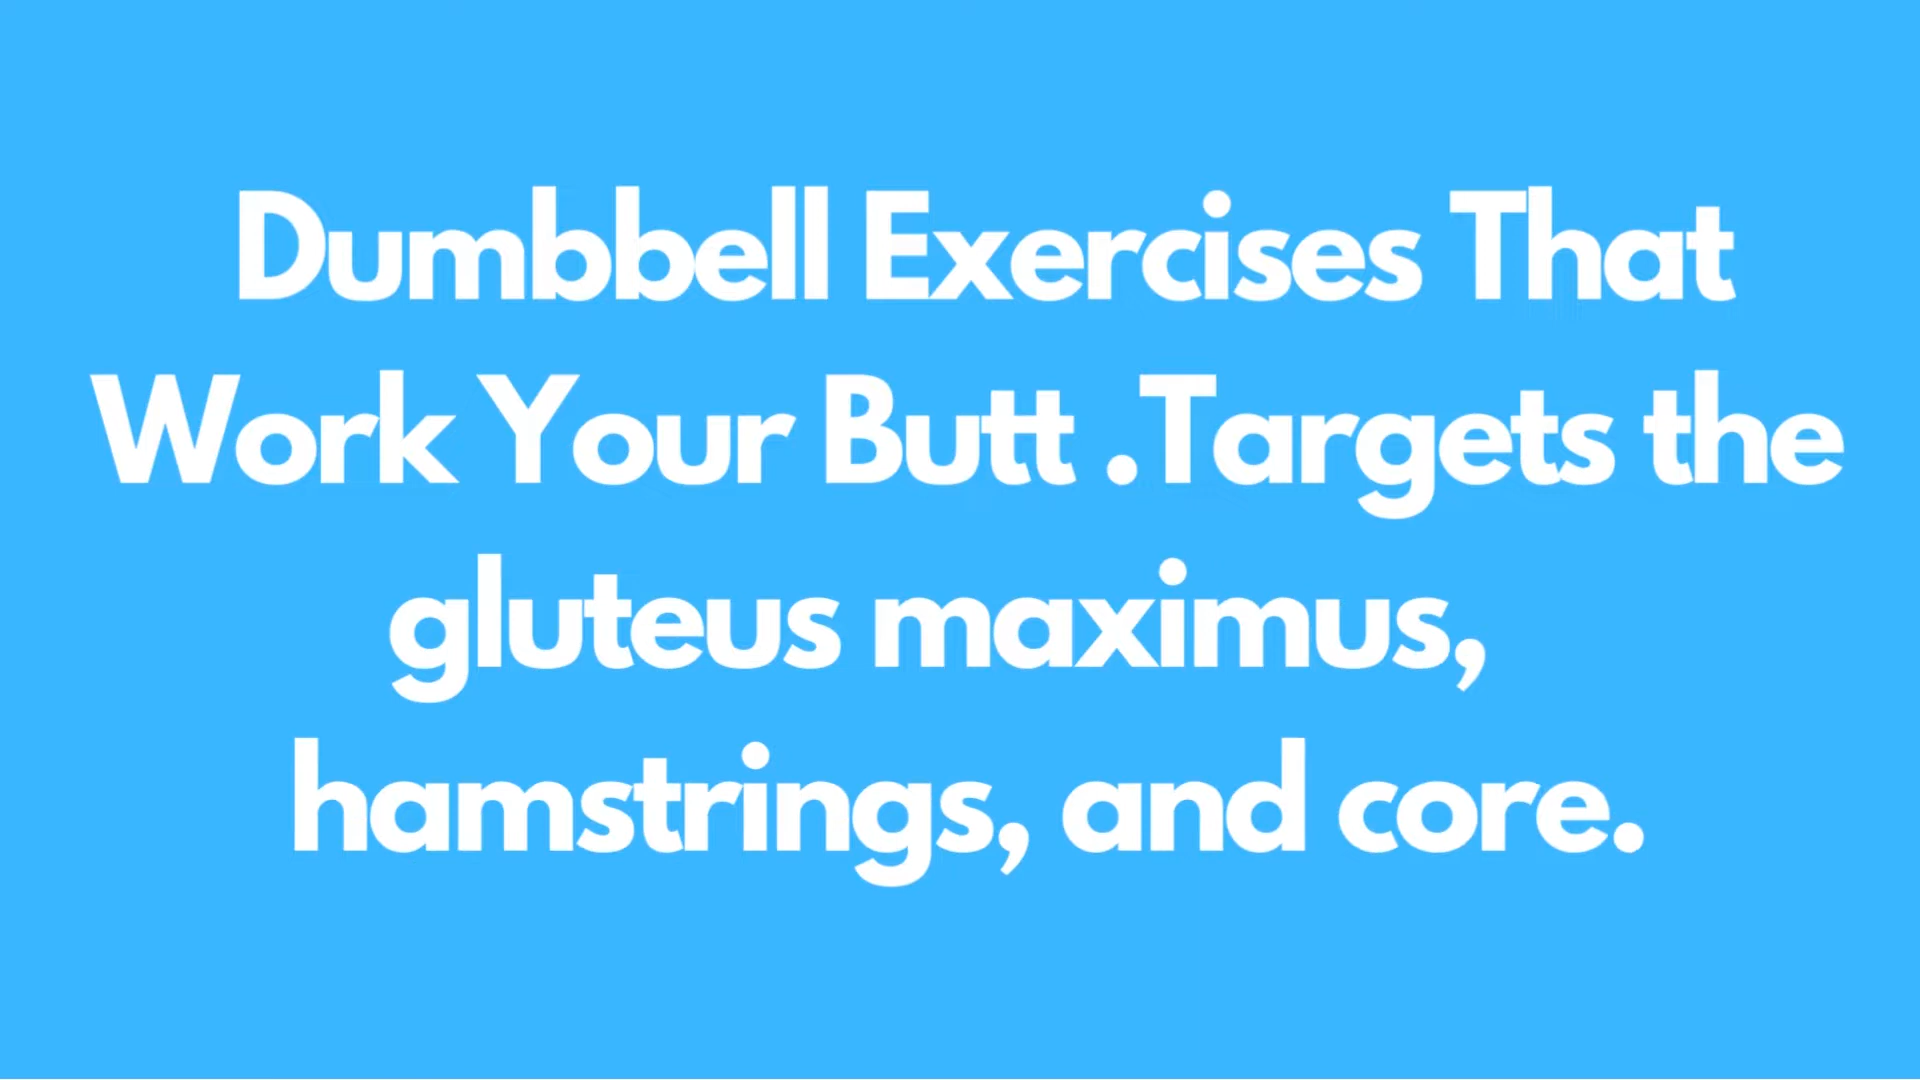 Dumbbell Exercises That
Work Your Butt .Targets the
gluteus maximus,
hamstrings, and core.